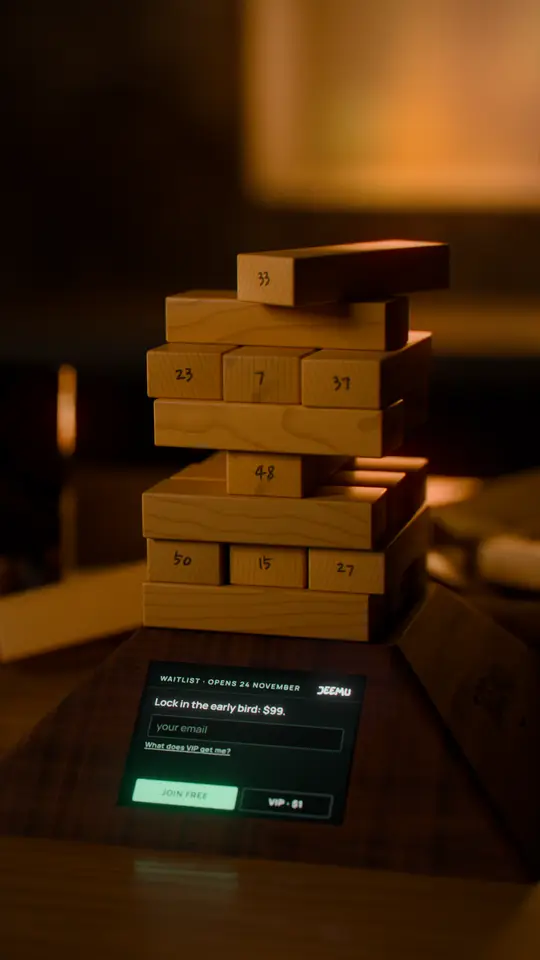 33
23 7 37
48
50 15 27
WAITLIST · OPENS 24 NOVEMBER JEEMU
Lock in the early bird: $99.
your email
What does VIP get me?
JOIN FREE VIP · $1